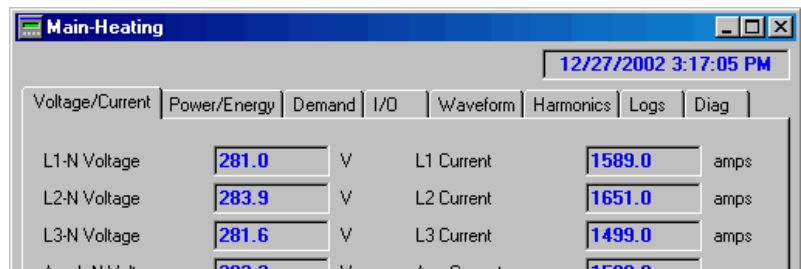 Main-Heating
12/27/2002 3:17:05 PM
Voltage/Current Power/Energy Demand I/O Waveform Harmonics Logs Diag
L1-N Voltage 281.0 V L1 Current 1589.0 amps
L2-N Voltage 283.9 V L2 Current 1651.0 amps
L3-N Voltage 281.6 V L3 Current 1499.0 amps